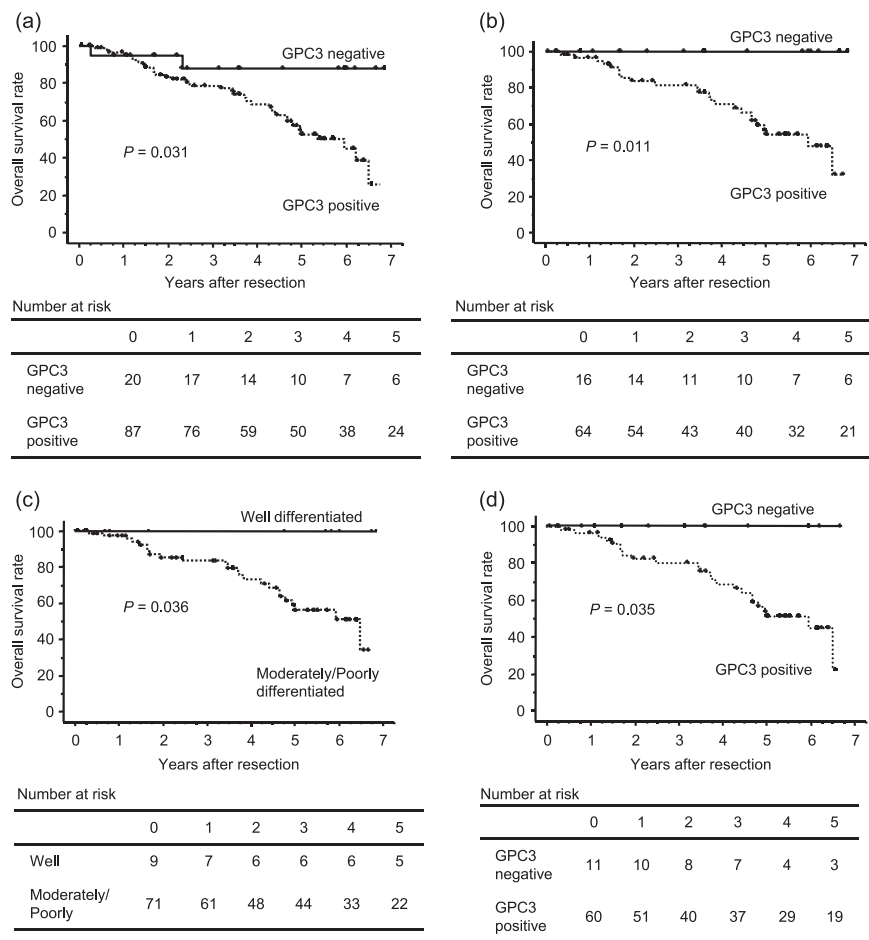 (a)
GPC3 negative
100
80
60
40
20
0
Overall survival rate
P = 0.031
GPC3 positive
0 1 2 3 4 5 6 7
Years after resection
Number at risk
0 1 2 3 4 5
GPC3
negative
20 17 14 10 7 6
GPC3
positive
87 76 59 50 38 24
(b)
GPC3 negative
100
80
60
40
20
0
Overall survival rate
P = 0.011
GPC3 positive
0 1 2 3 4 5 6 7
Years after resection
Number at risk
0 1 2 3 4 5
GPC3
negative
16 14 11 10 7 6
GPC3
positive
64 54 43 40 32 21
(c)
Well differentiated
100
80
60
40
20
0
Overall survival rate
P = 0.036
Moderately/Poorly
differentiated
0 1 2 3 4 5 6 7
Years after resection
Number at risk
0 1 2 3 4 5
Well 9 7 6 6 6 5
Moderately/
Poorly
71 61 48 44 33 22
(d)
GPC3 negative
100
80
60
40
20
0
Overall survival rate
P = 0.035
GPC3 positive
0 1 2 3 4 5 6 7
Years after resection
Number at risk
0 1 2 3 4 5
GPC3
negative
11 10 8 7 4 3
GPC3
positive
60 51 40 37 29 19